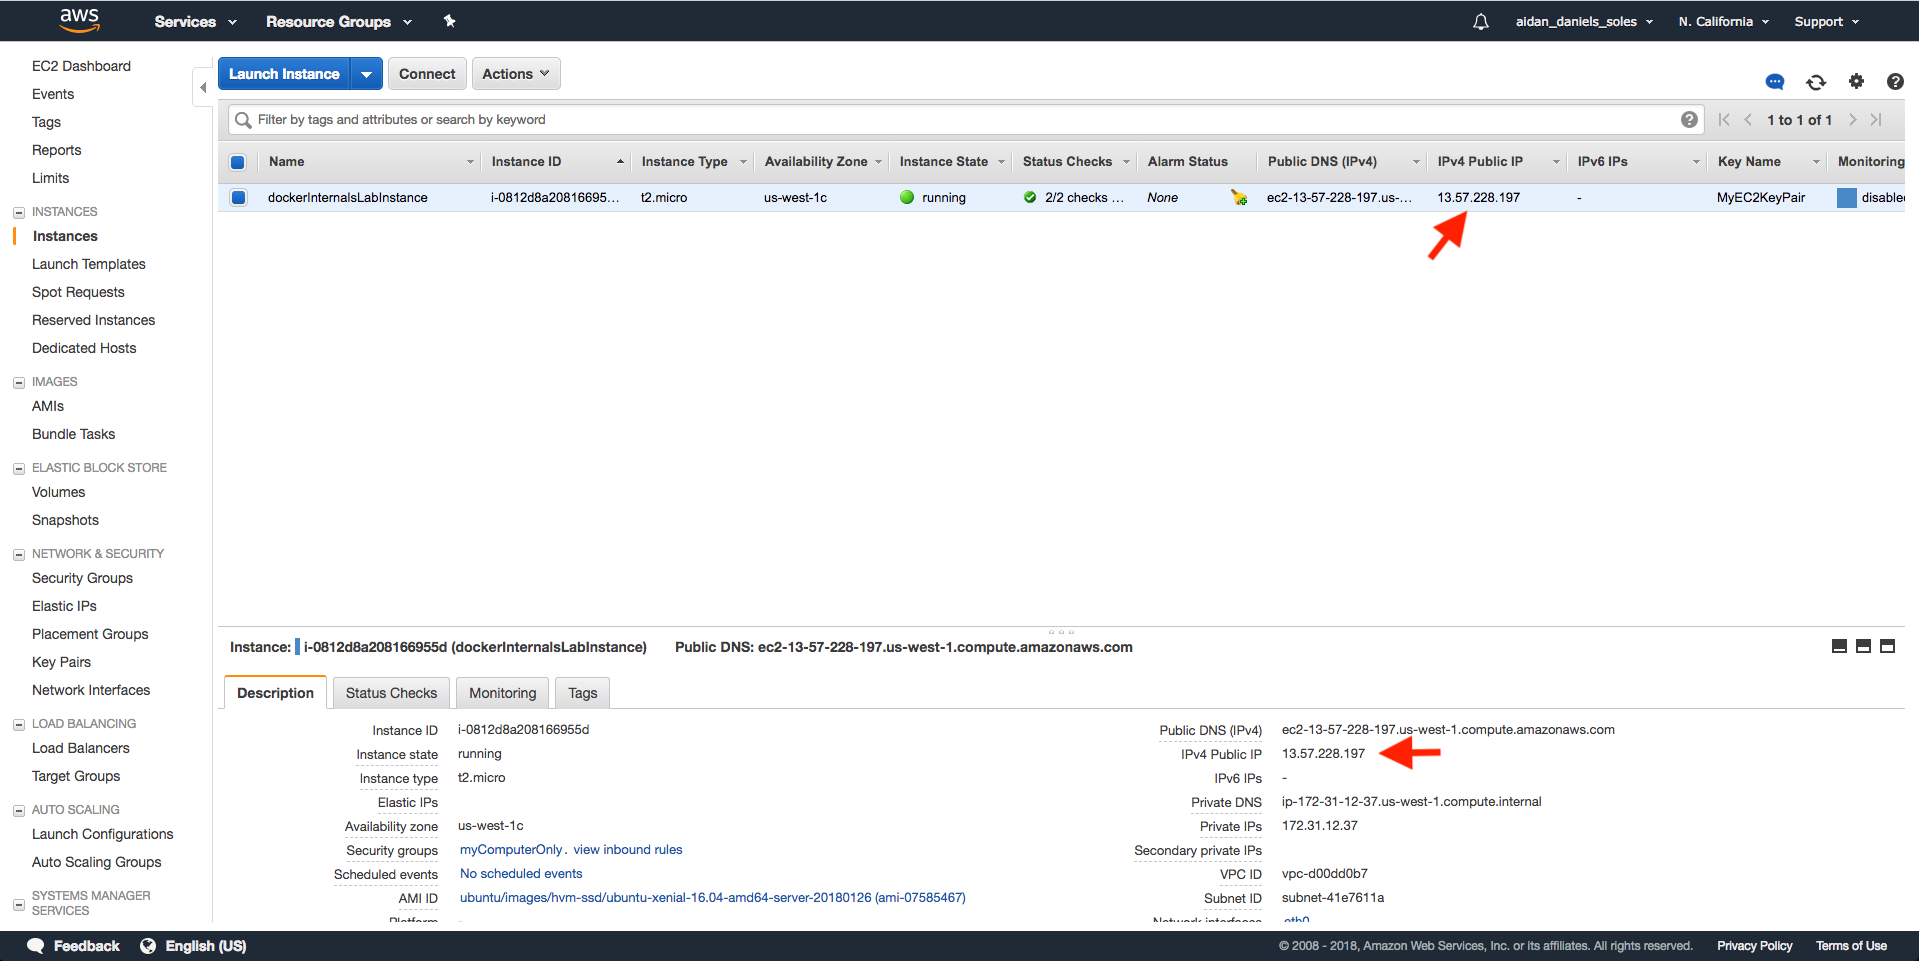 aws Services Resource Groups aidan_daniels_soles N. California Support
EC2 Dashboard
Events
Tags
Reports
Limits
INSTANCES
Instances
Launch Templates
Spot Requests
Reserved Instances
Dedicated Hosts
IMAGES
AMIs
Bundle Tasks
ELASTIC BLOCK STORE
Volumes
Snapshots
NETWORK & SECURITY
Security Groups
Elastic IPs
Placement Groups
Key Pairs
Network Interfaces
LOAD BALANCING
Load Balancers
Target Groups
AUTO SCALING
Launch Configurations
Auto Scaling Groups
SYSTEMS MANAGER
SERVICES
Launch Instance Connect Actions
Filter by tags and attributes or search by keyword 1 to 1 of 1
Name Instance ID Instance Type Availability Zone Instance State Status Checks Alarm Status Public DNS (IPv4) IPv4 Public IP IPv6 IPs Key Name Monitoring
dockerInternalsLabInstance i-0812d8a20816695... t2.micro us-west-1c running 2/2 checks ... None ec2-13-57-228-197.us-... 13.57.228.197 - MyEC2KeyPair disable
Instance: i-0812d8a208166955d (dockerInternalsLabInstance) Public DNS: ec2-13-57-228-197.us-west-1.compute.amazonaws.com
Description Status Checks Monitoring Tags
Instance ID i-0812d8a208166955d
Instance state running
Instance type t2.micro
Elastic IPs
Availability zone us-west-1c
Security groups myComputerOnly. view inbound rules
Scheduled events No scheduled events
AMI ID ubuntu/images/hvm-ssd/ubuntu-xenial-16.04-amd64-server-20180126 (ami-07585467)
Platform -
Public DNS (IPv4) ec2-13-57-228-197.us-west-1.compute.amazonaws.com
IPv4 Public IP 13.57.228.197
IPv6 IPs -
Private DNS ip-172-31-12-37.us-west-1.compute.internal
Private IPs 172.31.12.37
Secondary private IPs
VPC ID vpc-d00dd0b7
Subnet ID subnet-41e7611a
Network interfaces eth0
Feedback English (US) © 2008 - 2018, Amazon Web Services, Inc. or its affiliates. All rights reserved. Privacy Policy Terms of Use